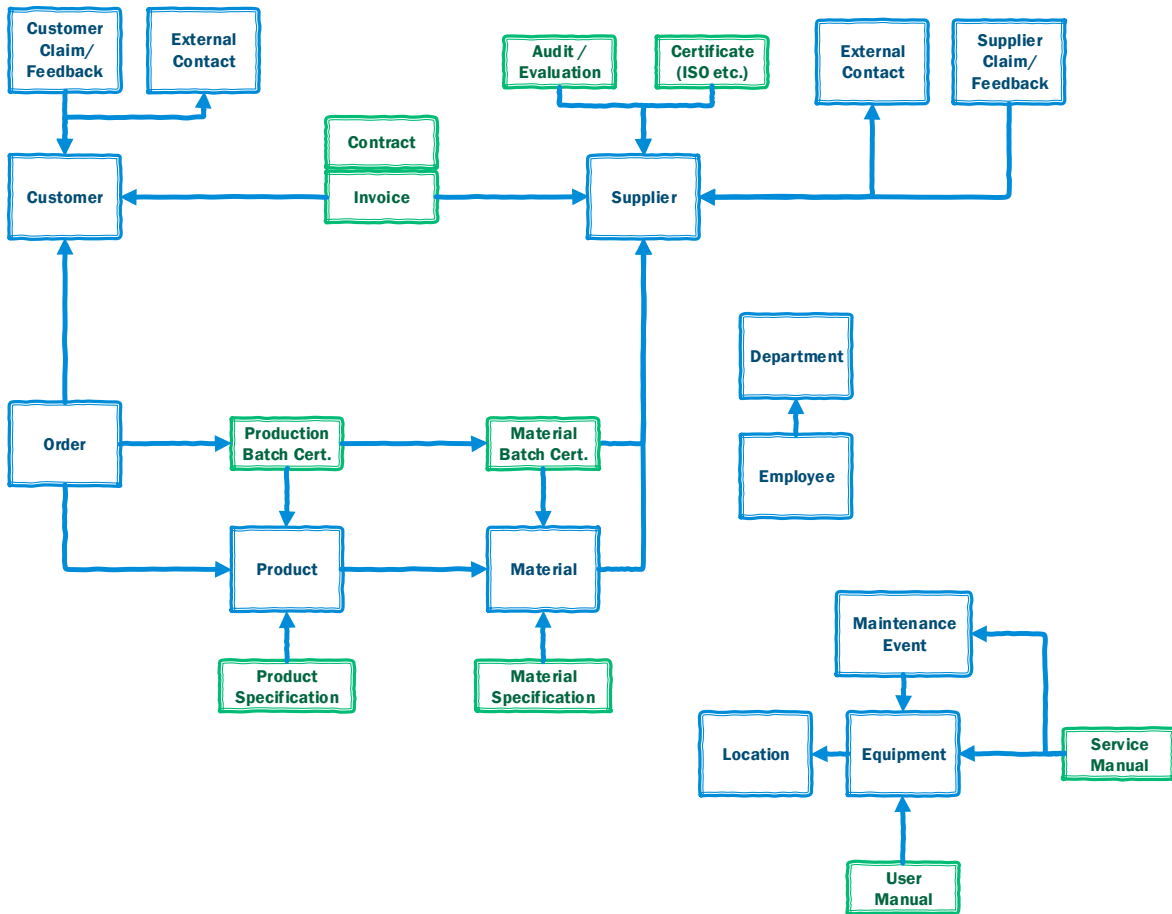 Customer
Claim/
Feedback
External
Contact
Audit /
Evaluation
Certificate
(ISO etc.)
External
Contact
Supplier
Claim/
Feedback
Contract
Customer
Invoice
Supplier
Department
Order
Production
Batch Cert.
Material
Batch Cert.
Employee
Product
Material
Maintenance
Event
Product
Specification
Material
Specification
Location
Equipment
Service
Manual
User
Manual